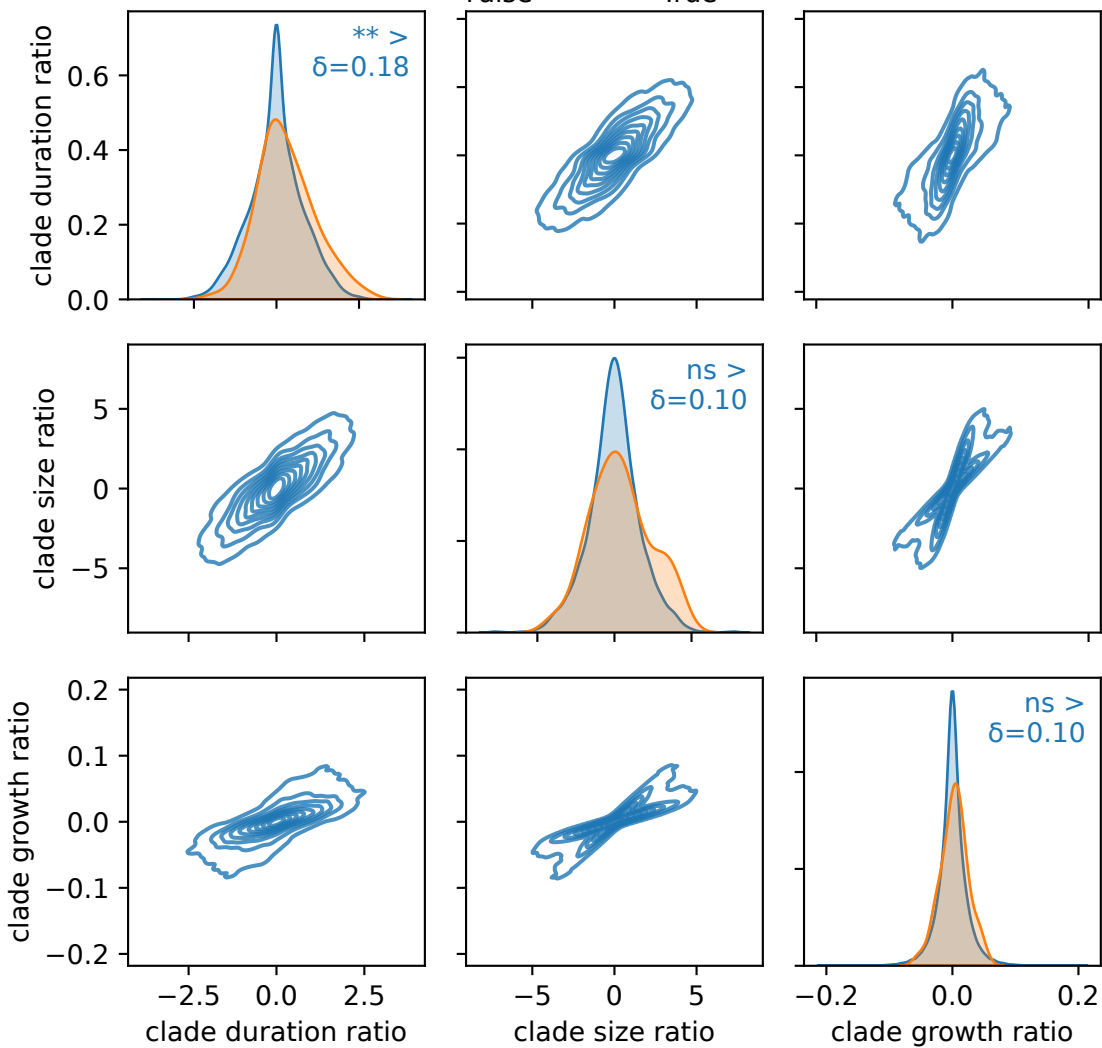 False True
clade duration ratio
0.6
0.4
0.2
0.0
** >
δ=0.18
clade size ratio
5
0
−5
ns >
δ=0.10
clade growth ratio
0.2
0.1
0.0
−0.1
−0.2
ns >
δ=0.10
−2.5 0.0 2.5
−5 0 5
−0.2 0.0 0.2
clade duration ratio
clade size ratio
clade growth ratio